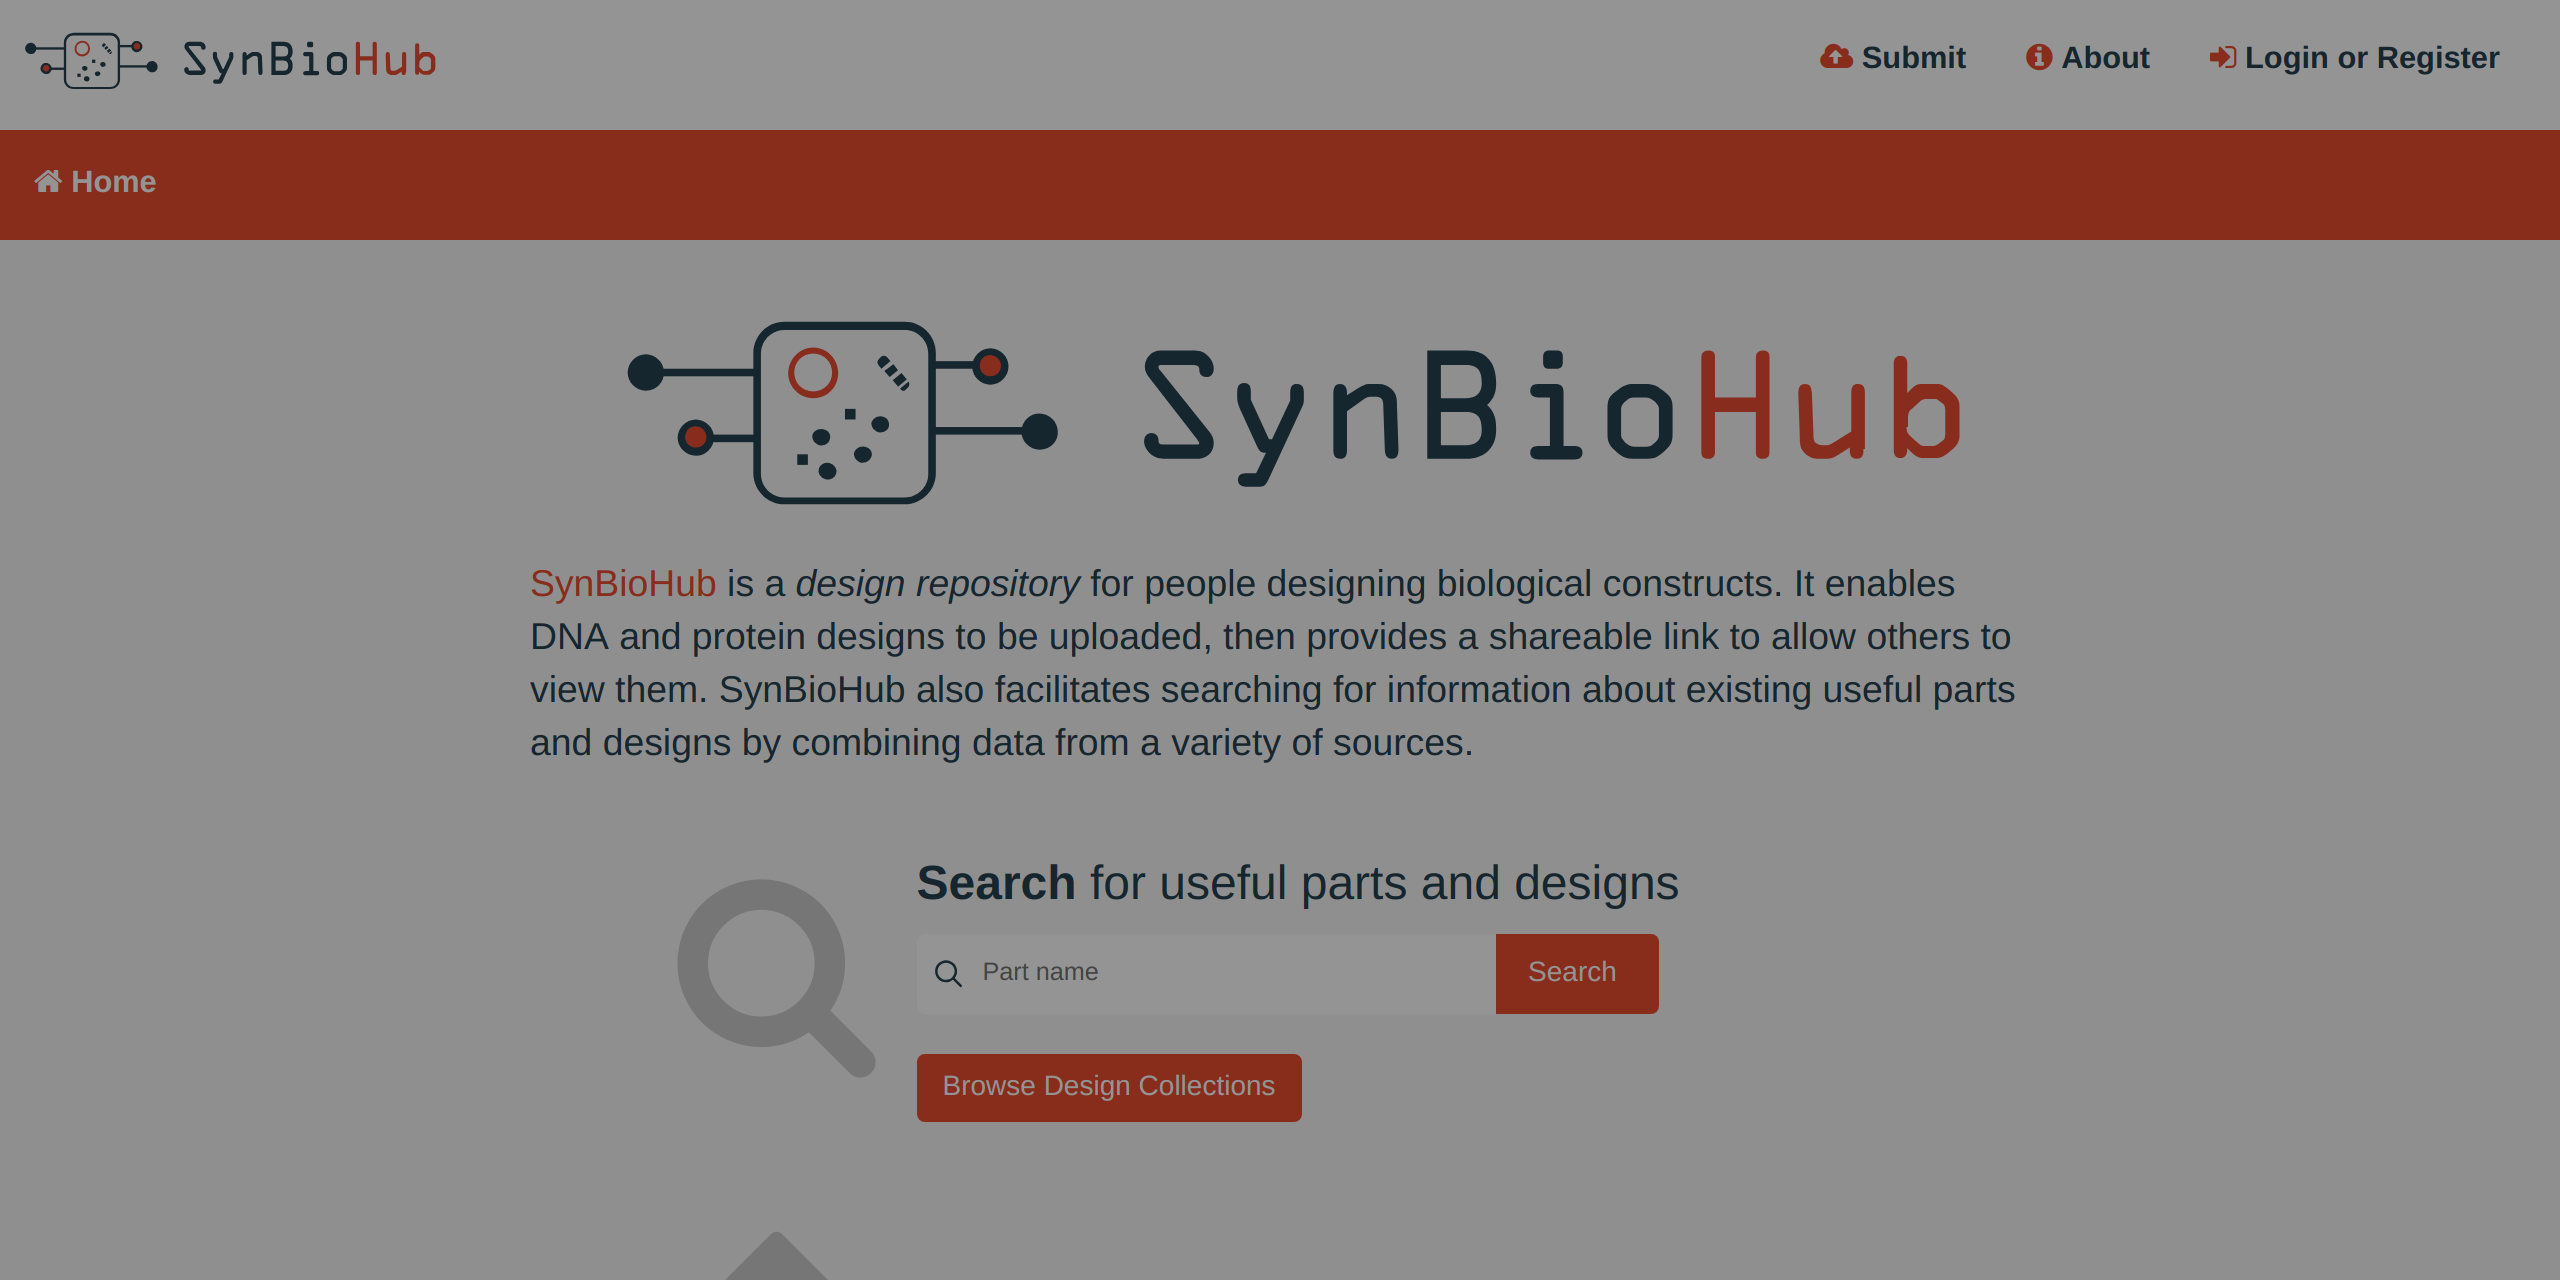 SynBioHub
Submit
About
Login or Register
Home
SynBioHub
SynBioHub is a design repository for people designing biological constructs. It enables
DNA and protein designs to be uploaded, then provides a shareable link to allow others to
view them. SynBioHub also facilitates searching for information about existing useful parts
and designs by combining data from a variety of sources.
Search for useful parts and designs
Part name
Search
Browse Design Collections